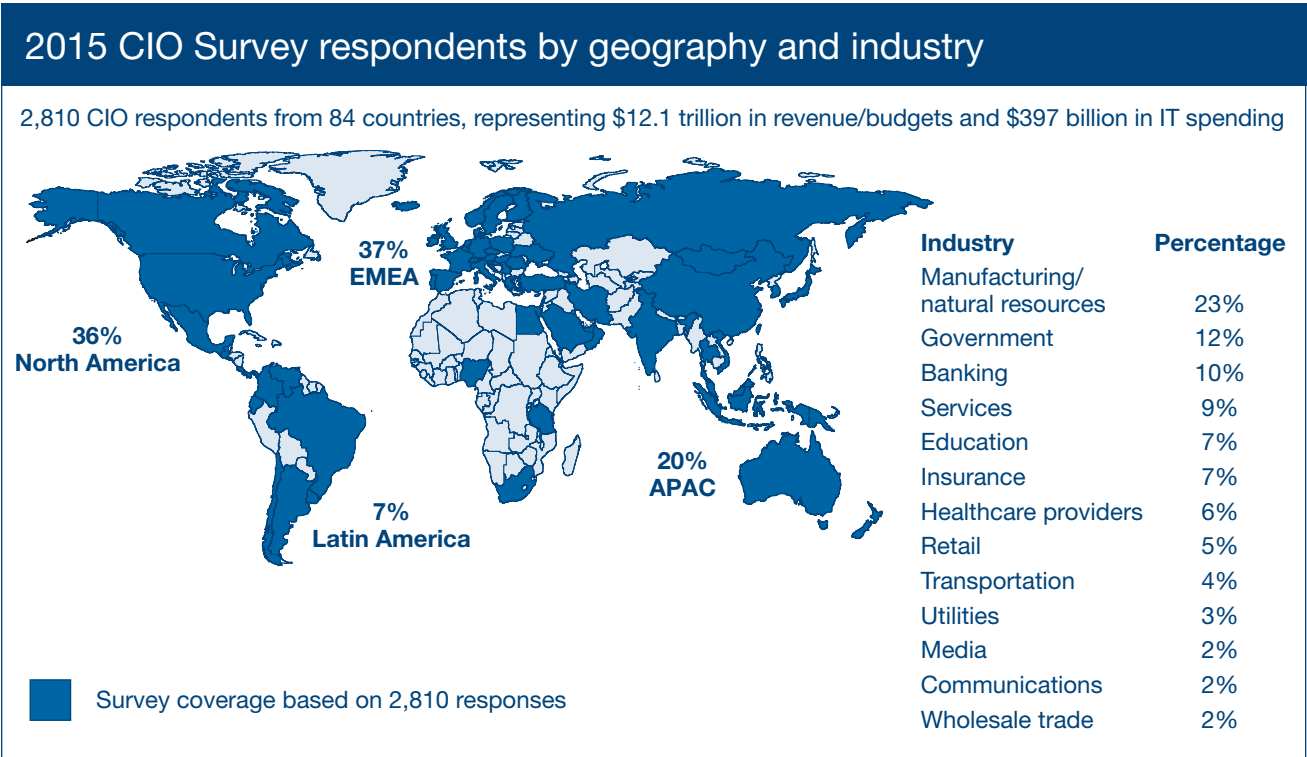 2015 CIO Survey respondents by geography and industry
2,810 CIO respondents from 84 countries, representing $12.1 trillion in revenue/budgets and $397 billion in IT spending
37%
EMEA
36%
North America
20%
APAC
7%
Latin America
Industry Percentage
Manufacturing/
natural resources 23%
Government 12%
Banking 10%
Services 9%
Education 7%
Insurance 7%
Healthcare providers 6%
Retail 5%
Transportation 4%
Utilities 3%
Media 2%
Communications 2%
Wholesale trade 2%
Survey coverage based on 2,810 responses